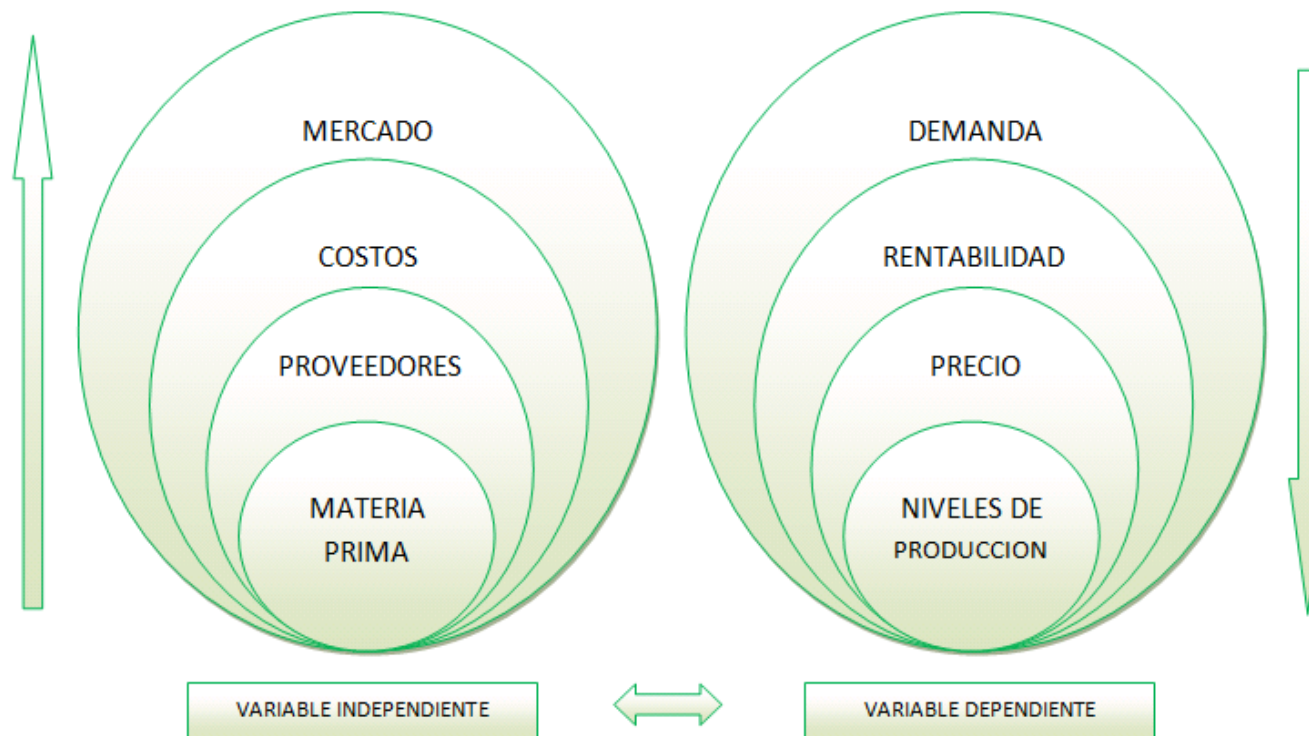 MERCADO
COSTOS
PROVEEDORES
MATERIA
PRIMA
VARIABLE INDEPENDIENTE
DEMANDA
RENTABILIDAD
PRECIO
NIVELES DE
PRODUCCION
VARIABLE DEPENDIENTE